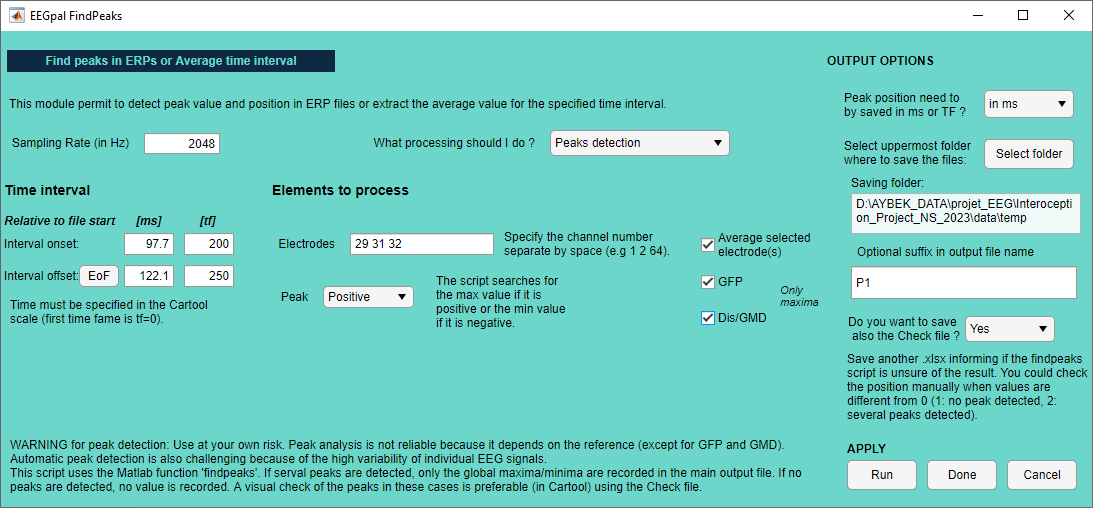 EEGpal FindPeaks
Find peaks in ERPs or Average time interval
This module permit to detect peak value and position in ERP files or extract the average value for the specified time interval.
Sampling Rate (in Hz)
2048
What processing should I do ?
Peaks detection
Time interval
Relative to file start [ms] [tf]
Interval onset: 97.7 200
Interval offset: EoF 122.1 250
Time must be specified in the Cartool
scale (first time fame is tf=0).
Elements to process
Electrodes
29 31 32
Specify the channel number
separate by space (e.g 1 2 64).
Peak
Positive
The script searches for
the max value if it is
positive or the min value
if it is negative.
Average selected
electrode(s)
GFP
Dis/GMD
Only
maxima
OUTPUT OPTIONS
Peak position need to
by saved in ms or TF ?
in ms
Select uppermost folder
where to save the files:
Select folder
Saving folder:
D:\AYBEK_DATA\projet_EEG\Interocepti
on_Project_NS_2023\data\temp
Optional suffix in output file name
P1
Do you want to save
also the Check file ?
Yes
Save another .xlsx informing if the findpeaks
script is unsure of the result. You could check
the position manually when values are
different from 0 (1: no peak detected, 2:
several peaks detected).
WARNING for peak detection: Use at your own risk. Peak analysis is not reliable because it depends on the reference (except for GFP and GMD).
Automatic peak detection is also challenging because of the high variability of individual EEG signals.
This script uses the Matlab function 'findpeaks'. If serval peaks are detected, only the global maxima/minima are recorded in the main output file. If no
peaks are detected, no value is recorded. A visual check of the peaks in these cases is preferable (in Cartool) using the Check file.
APPLY
Run Done Cancel